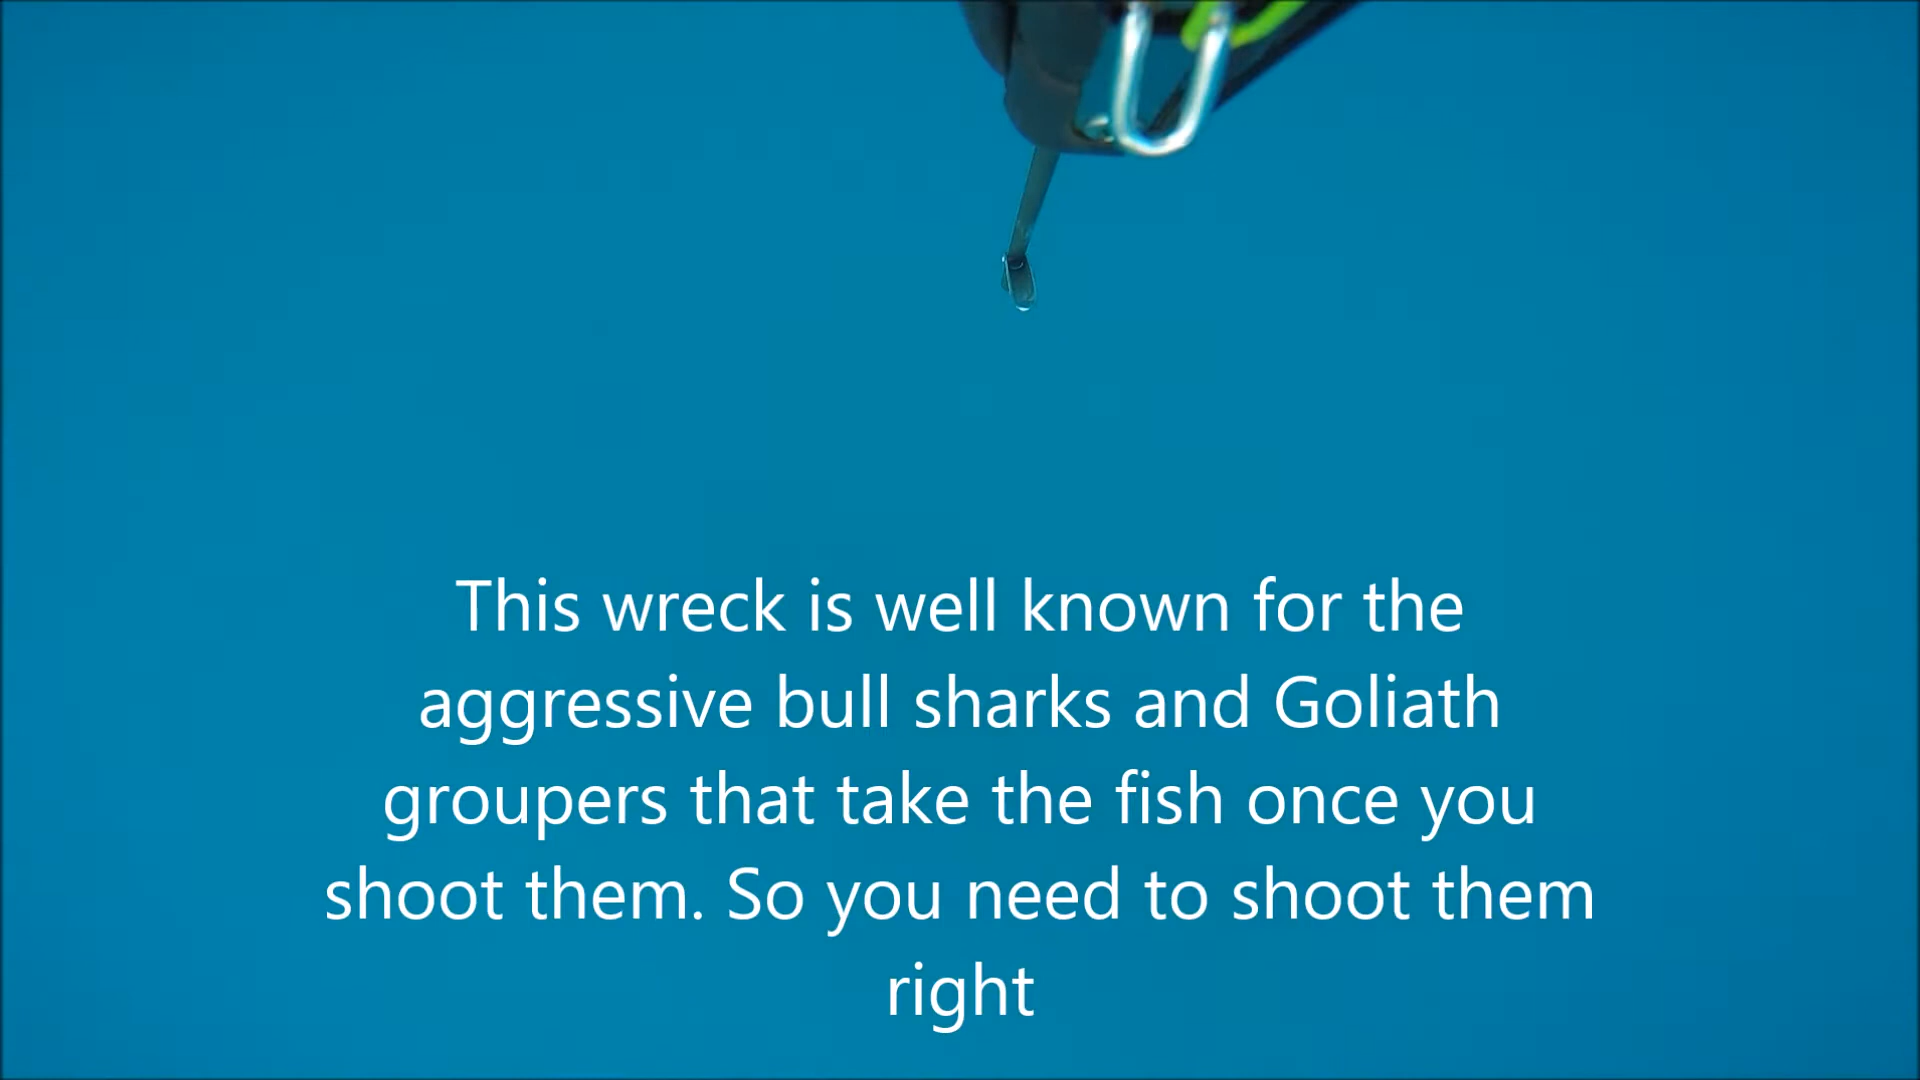 This wreck is well known for the
aggressive bull sharks and Goliath
groupers that take the fish once you
shoot them. So you need to shoot them
right